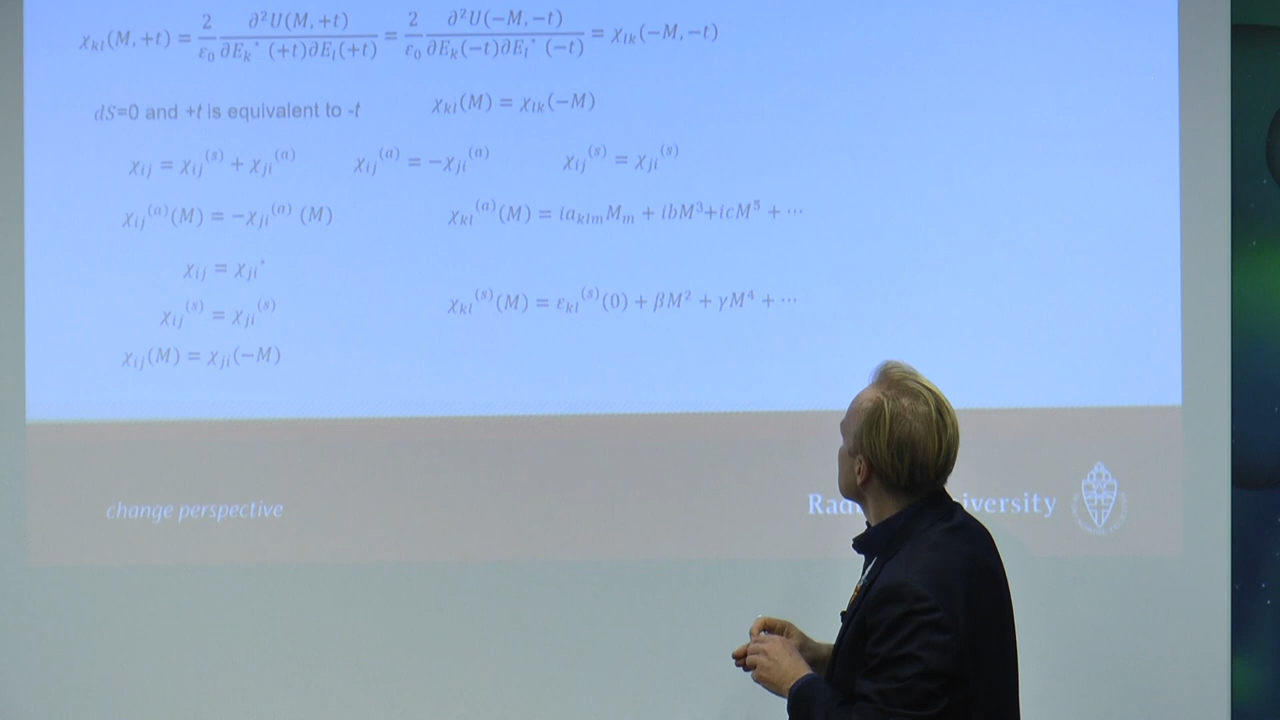 χₖₗ(M, +t) = 2/ε₀ ∂²U(M, +t)/∂Eₖ* (+t)∂Eₗ(+t) = 2/ε₀ ∂²U(−M, −t)/∂Eₖ(−t)∂Eₗ* (−t) = χₗₖ(−M, −t)
dS=0 and +t is equivalent to -t χₖₗ(M) = χₗₖ(−M)
χᵢⱼ = χᵢⱼ⁽ˢ⁾ + χⱼᵢ⁽ᵃ⁾ χᵢⱼ⁽ᵃ⁾ = −χⱼᵢ⁽ᵃ⁾ χᵢⱼ⁽ˢ⁾ = χⱼᵢ⁽ˢ⁾
χᵢⱼ⁽ᵃ⁾(M) = −χⱼᵢ⁽ᵃ⁾ (M) χₖₗ⁽ᵃ⁾(M) = iaₖₗₘMₘ + ibM³+icM⁵ + ⋯
χᵢⱼ = χⱼᵢ*
χᵢⱼ⁽ˢ⁾ = χⱼᵢ⁽ˢ⁾ χₖₗ⁽ˢ⁾(M) = εₖₗ⁽ˢ⁾(0) + βM² + γM⁴ + ⋯
χᵢⱼ(M) = χⱼᵢ(−M)
change perspective